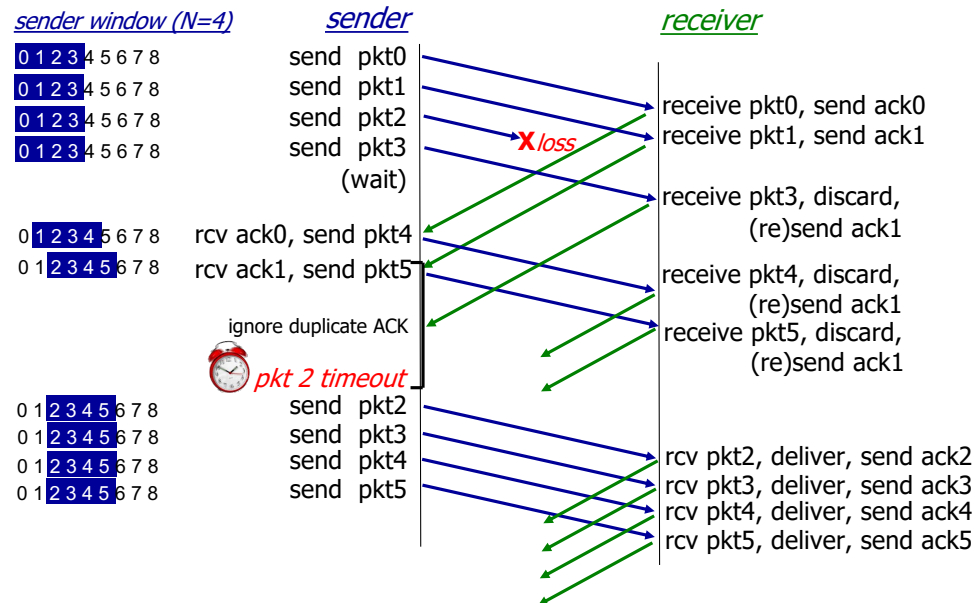 sender window (N=4) sender receiver
0 1 2 3 4 5 6 7 8 send pkt0
0 1 2 3 4 5 6 7 8 send pkt1
receive pkt0, send ack0
0 1 2 3 4 5 6 7 8 send pkt2
receive pkt1, send ack1
X loss
0 1 2 3 4 5 6 7 8 send pkt3
(wait)
receive pkt3, discard,
(re)send ack1
0 1 2 3 4 5 6 7 8 rcv ack0, send pkt4
0 1 2 3 4 5 6 7 8 rcv ack1, send pkt5
receive pkt4, discard,
(re)send ack1
ignore duplicate ACK
receive pkt5, discard,
(re)send ack1
pkt 2 timeout
0 1 2 3 4 5 6 7 8 send pkt2
0 1 2 3 4 5 6 7 8 send pkt3
0 1 2 3 4 5 6 7 8 send pkt4
rcv pkt2, deliver, send ack2
0 1 2 3 4 5 6 7 8 send pkt5
rcv pkt3, deliver, send ack3
rcv pkt4, deliver, send ack4
rcv pkt5, deliver, send ack5